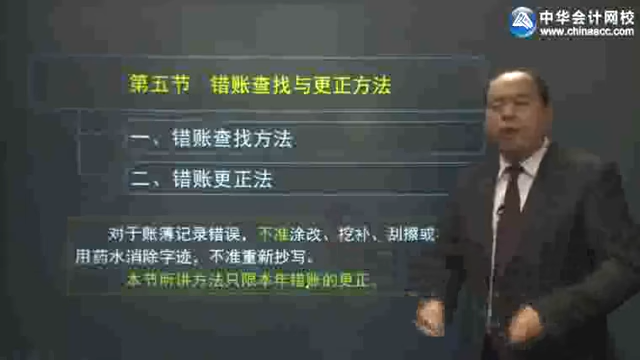 中华会计网校
www.chinaacc.com
第五节 错账查找与更正方法
一、错账查找方法
二、错账更正法
对于账簿记录错误，不准涂改、挖补、刮擦或
用药水消除字迹，不准重新抄写。
本节所讲方法只限本年错账的更正。